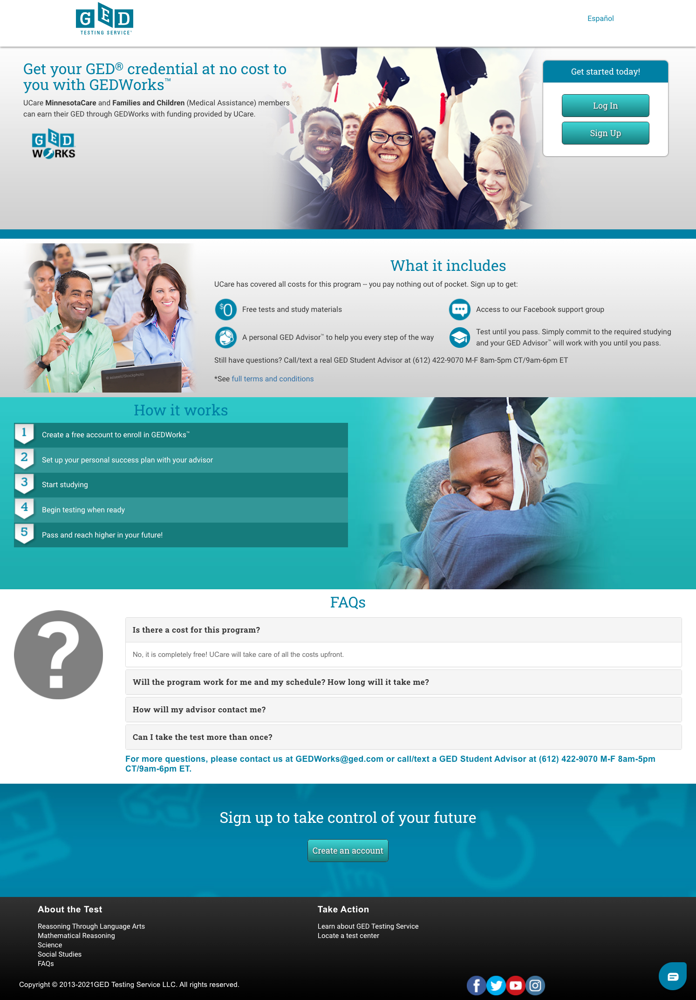 GED
TESTING SERVICE®
Español
Get your GED® credential at no cost to
you with GEDWorks™
UCare MinnesotaCare and Families and Children (Medical Assistance) members
can earn their GED through GEDWorks with funding provided by UCare.
GED
WORKS
Get started today!
Log In
Sign Up
What it includes
UCare has covered all costs for this program -- you pay nothing out of pocket. Sign up to get:
$0
Free tests and study materials
Access to our Facebook support group
A personal GED Advisor™ to help you every step of the way
Test until you pass. Simply commit to the required studying
and your GED Advisor™ will work with you until you pass.
Still have questions? Call/text a real GED Student Advisor at (612) 422-9070 M-F 8am-5pm CT/9am-6pm ET
*See full terms and conditions
© asiseeit/iStockphoto
How it works
1 Create a free account to enroll in GEDWorks™
2 Set up your personal success plan with your advisor
3 Start studying
4 Begin testing when ready
5 Pass and reach higher in your future!
FAQs
?
Is there a cost for this program?
No, it is completely free! UCare will take care of all the costs upfront.
Will the program work for me and my schedule? How long will it take me?
How will my advisor contact me?
Can I take the test more than once?
For more questions, please contact us at GEDWorks@ged.com or call/text a GED Student Advisor at (612) 422-9070 M-F 8am-5pm
CT/9am-6pm ET.
Sign up to take control of your future
Create an account
About the Test
Reasoning Through Language Arts
Mathematical Reasoning
Science
Social Studies
FAQs
Take Action
Learn about GED Testing Service
Locate a test center
Copyright © 2013-2021GED Testing Service LLC. All rights reserved.